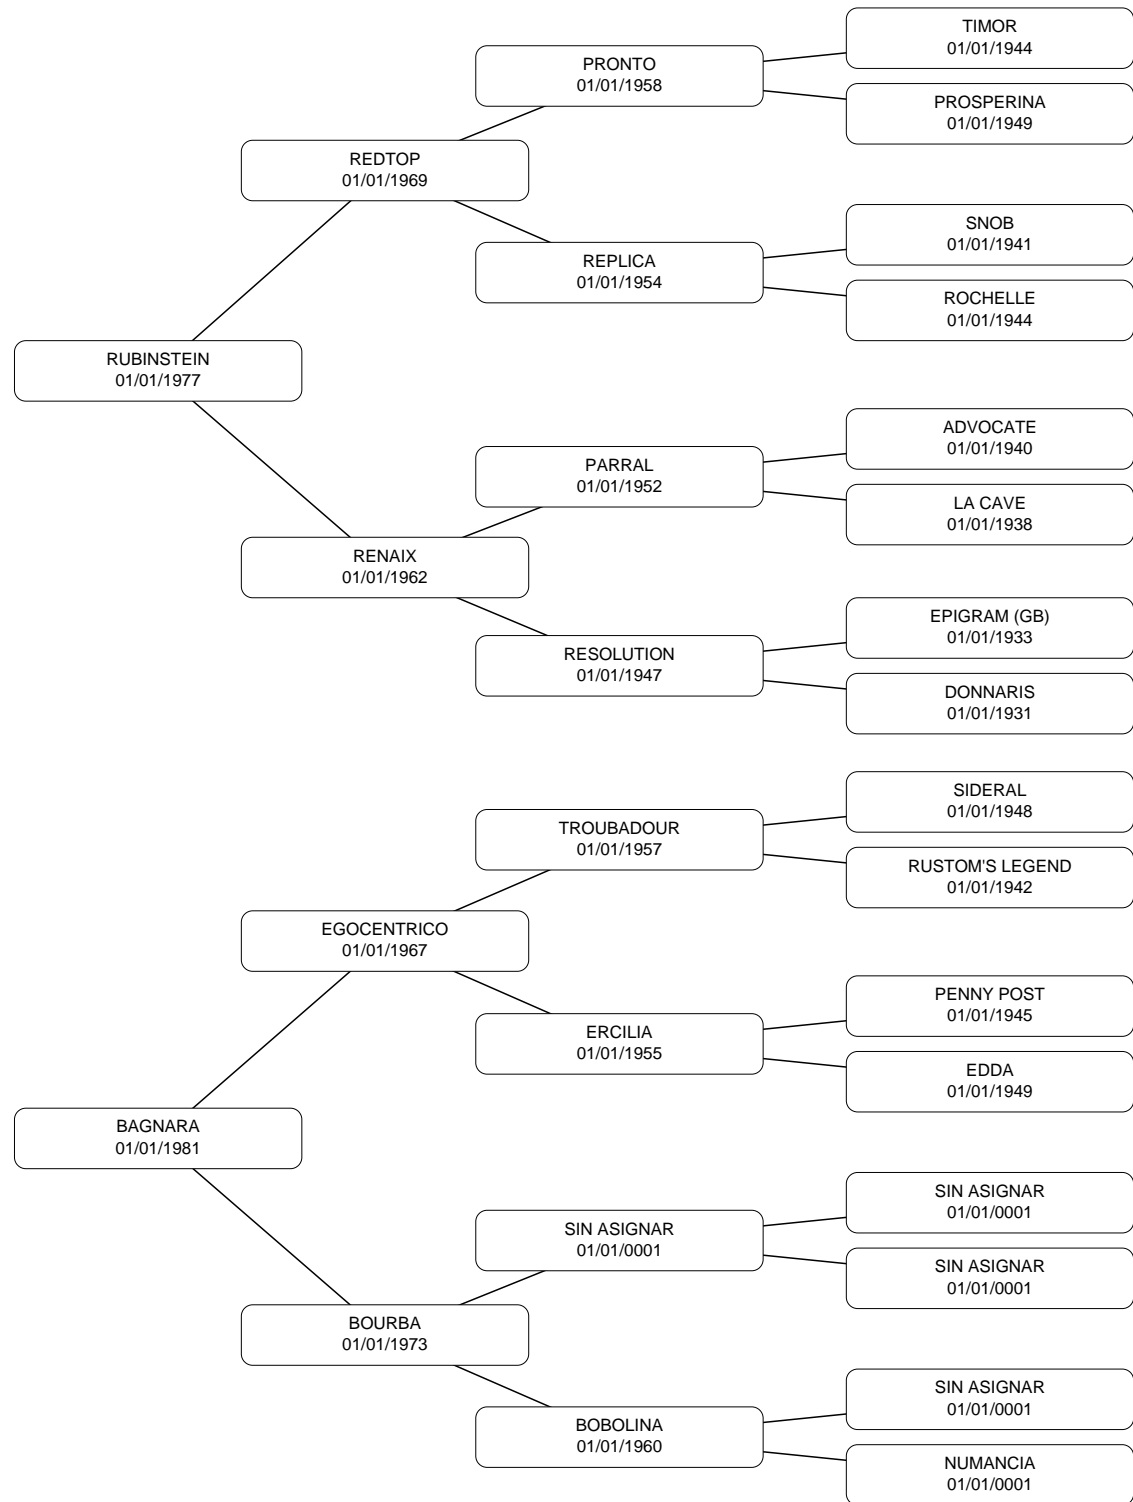 TIMOR
01/01/1944
PRONTO
01/01/1958
PROSPERINA
01/01/1949
REDTOP
01/01/1969
SNOB
01/01/1941
REPLICA
01/01/1954
ROCHELLE
01/01/1944
RUBINSTEIN
01/01/1977
ADVOCATE
01/01/1940
PARRAL
01/01/1952
LA CAVE
01/01/1938
RENAIX
01/01/1962
EPIGRAM (GB)
01/01/1933
RESOLUTION
01/01/1947
DONNARIS
01/01/1931
SIDERAL
01/01/1948
TROUBADOUR
01/01/1957
RUSTOM'S LEGEND
01/01/1942
EGOCENTRICO
01/01/1967
PENNY POST
01/01/1945
ERCILIA
01/01/1955
EDDA
01/01/1949
BAGNARA
01/01/1981
SIN ASIGNAR
01/01/0001
SIN ASIGNAR
01/01/0001
SIN ASIGNAR
01/01/0001
BOURBA
01/01/1973
SIN ASIGNAR
01/01/0001
BOBOLINA
01/01/1960
NUMANCIA
01/01/0001